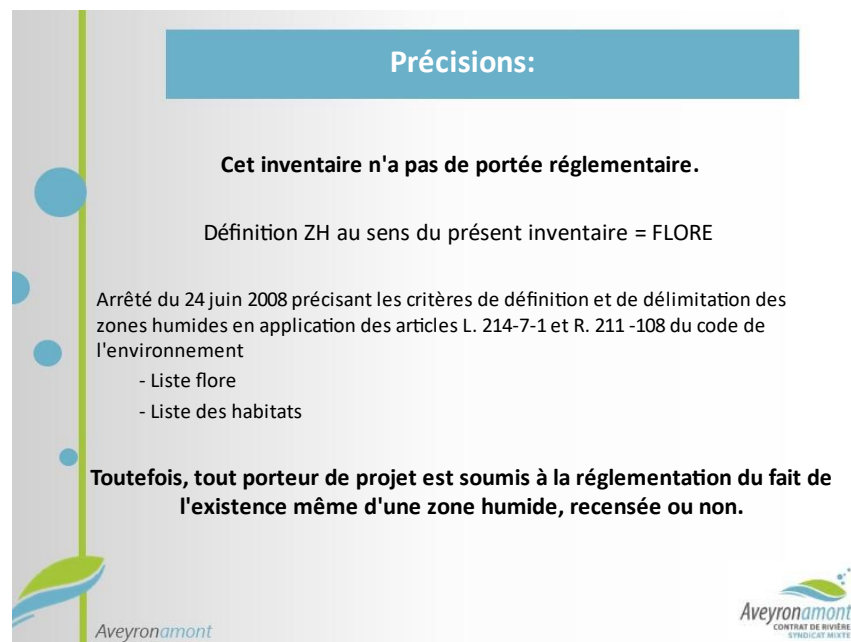 Précisions:
Cet inventaire n'a pas de portée réglementaire.
Définition ZH au sens du présent inventaire = FLORE
Arrêté du 24 juin 2008 précisant les critères de définition et de délimitation des
zones humides en application des articles L. 214-7-1 et R. 211 -108 du code de
l'environnement
- Liste flore
- Liste des habitats
Toutefois, tout porteur de projet est soumis à la réglementation du fait de
l'existence même d'une zone humide, recensée ou non.
Aveyronamont
Aveyronamont
CONTRAT DE RIVIÈRE
SYNDICAT MIXTE